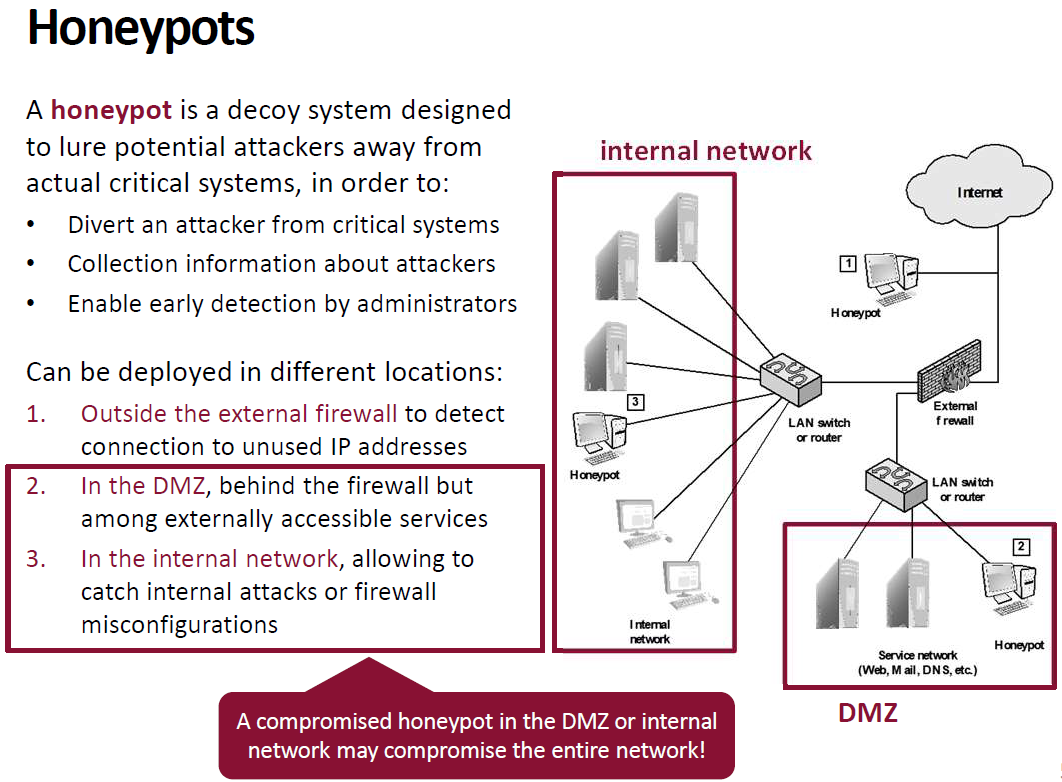 Honeypots
A honeypot is a decoy system designed
to lure potential attackers away from
actual critical systems, in order to:
• Divert an attacker from critical systems
• Collection information about attackers
• Enable early detection by administrators
Can be deployed in different locations:
1. Outside the external firewall to detect
connection to unused IP addresses
2. In the DMZ, behind the firewall but
among externally accessible services
3. In the internal network, allowing to
catch internal attacks or firewall
misconfigurations
A compromised honeypot in the DMZ or internal
network may compromise the entire network!
internal network
Internet
1
Honeypot
3
Honeypot
LAN switch
or router
External
firewall
LAN switch
or router
Internal
network
2
Honeypot
Service network
(Web, Mail, DNS, etc.)
DMZ